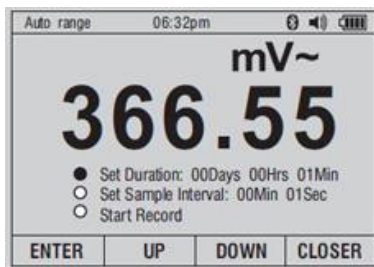 Auto range 06:32pm
mV~
366.55
Set Duration: 00Days 00Hrs 01Min
Set Sample Interval: 00Min 01Sec
Start Record
ENTER UP DOWN CLOSER